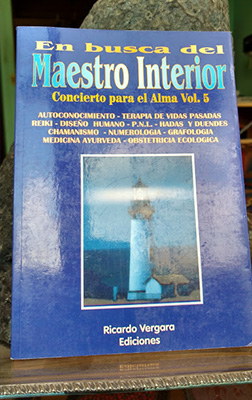 En busca del
Maestro Interior
Concierto para el Alma Vol. 5
AUTOCONOCIMIENTO - TERAPIA DE VIDAS PASADAS
REIKI - DISEÑO HUMANO - P.N.L. - HADAS Y DUENDES
CHAMANISMO - NUMEROLOGIA - GRAFOLOGIA
MEDICINA AYURVEDA - OBSTETRICIA ECOLOGICA
Ricardo Vergara
Ediciones